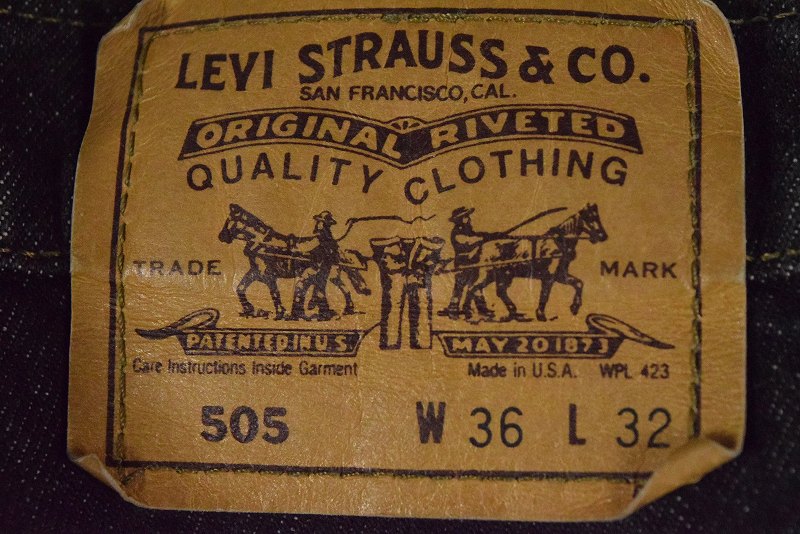 LEVI STRAUSS & CO.
SAN FRANCISCO, CAL.
ORIGINAL RIVETED
QUALITY CLOTHING
TRADE MARK
PATENTED IN U.S. MAY 20 1873
Care Instructions Inside Garment Made in U.S.A. WPL 423
505 W 36 L 32